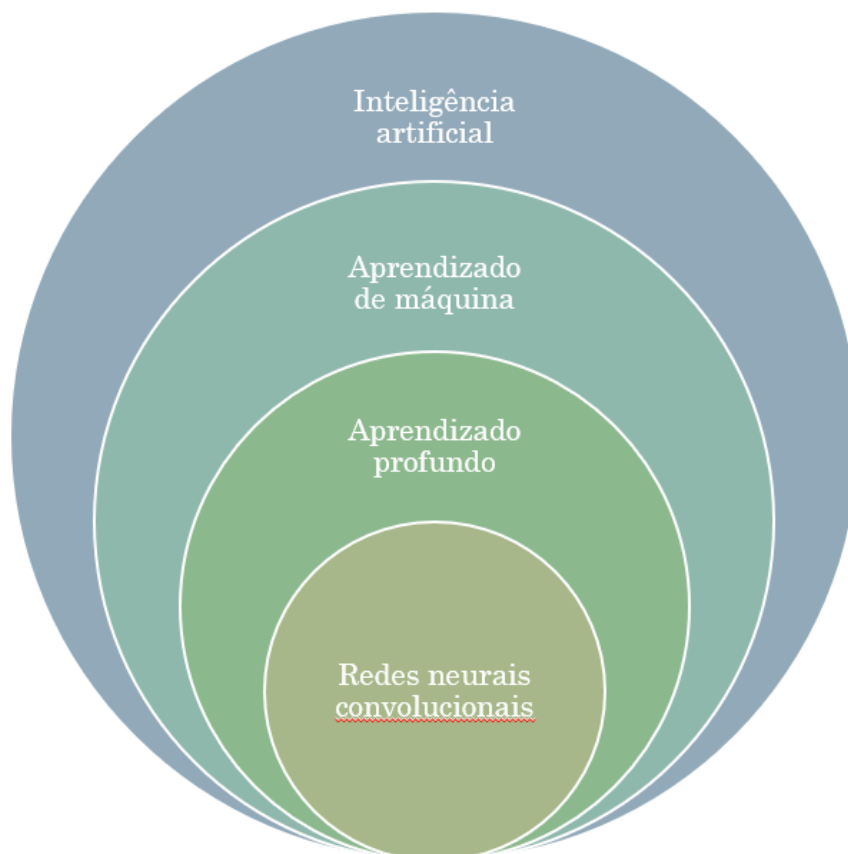 Inteligência
artificial
Aprendizado
de máquina
Aprendizado
profundo
Redes neurais
convolucionais